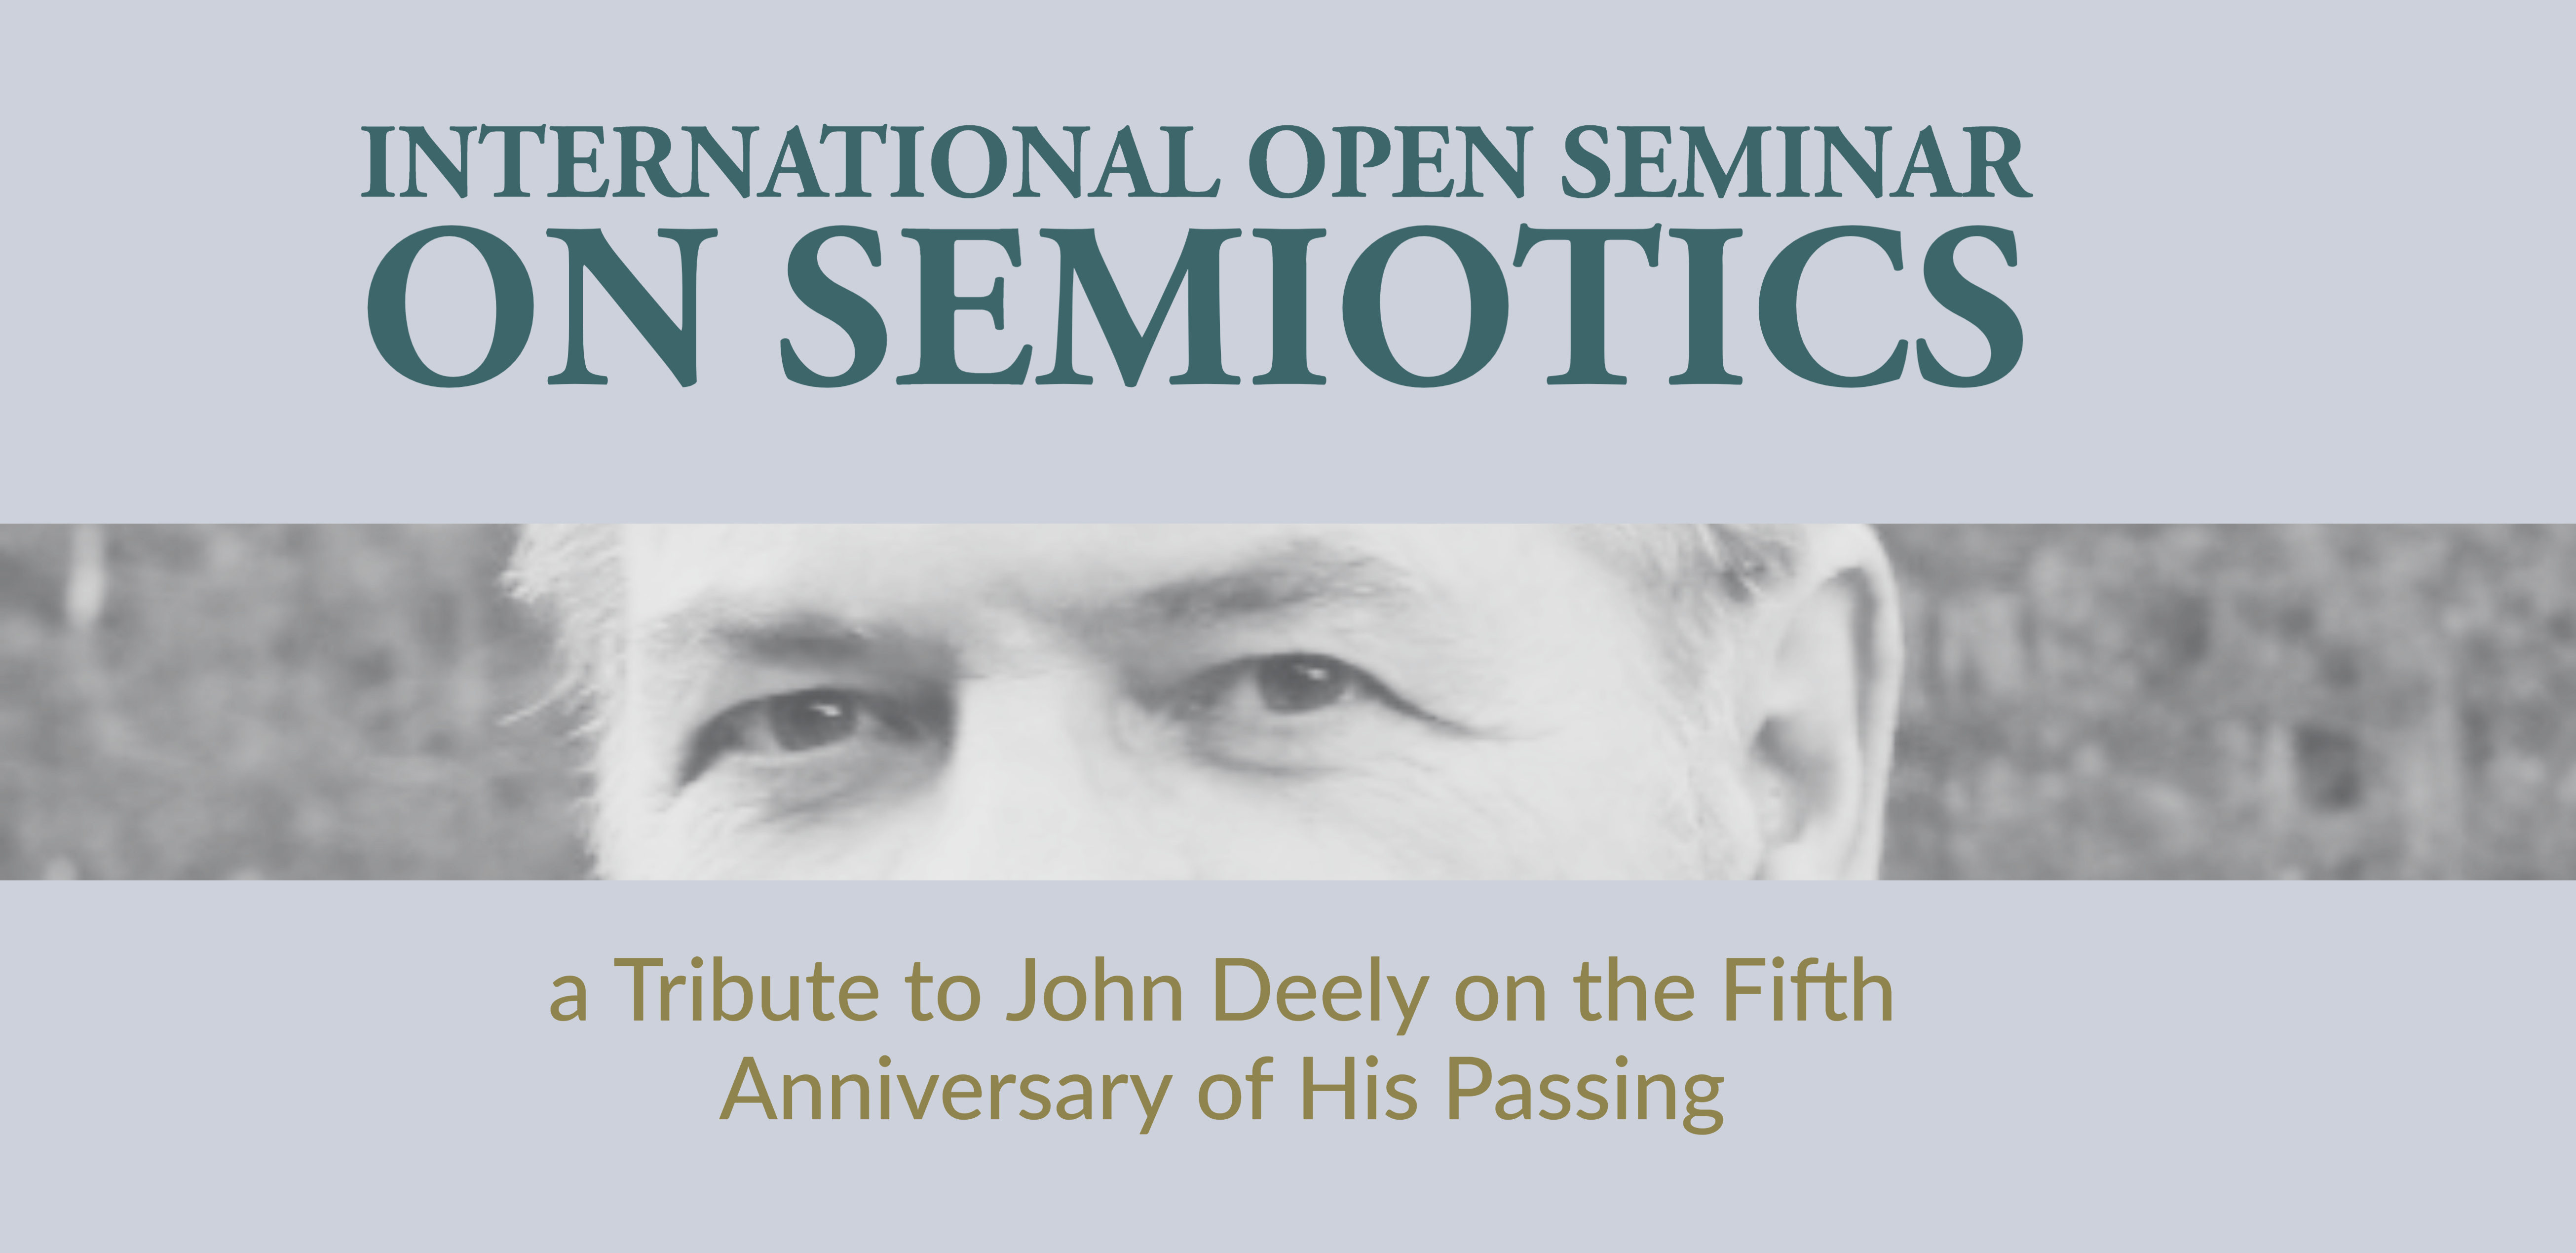 INTERNATIONAL OPEN SEMINAR
ON SEMIOTICS
a Tribute to John Deely on the Fifth
Anniversary of His Passing